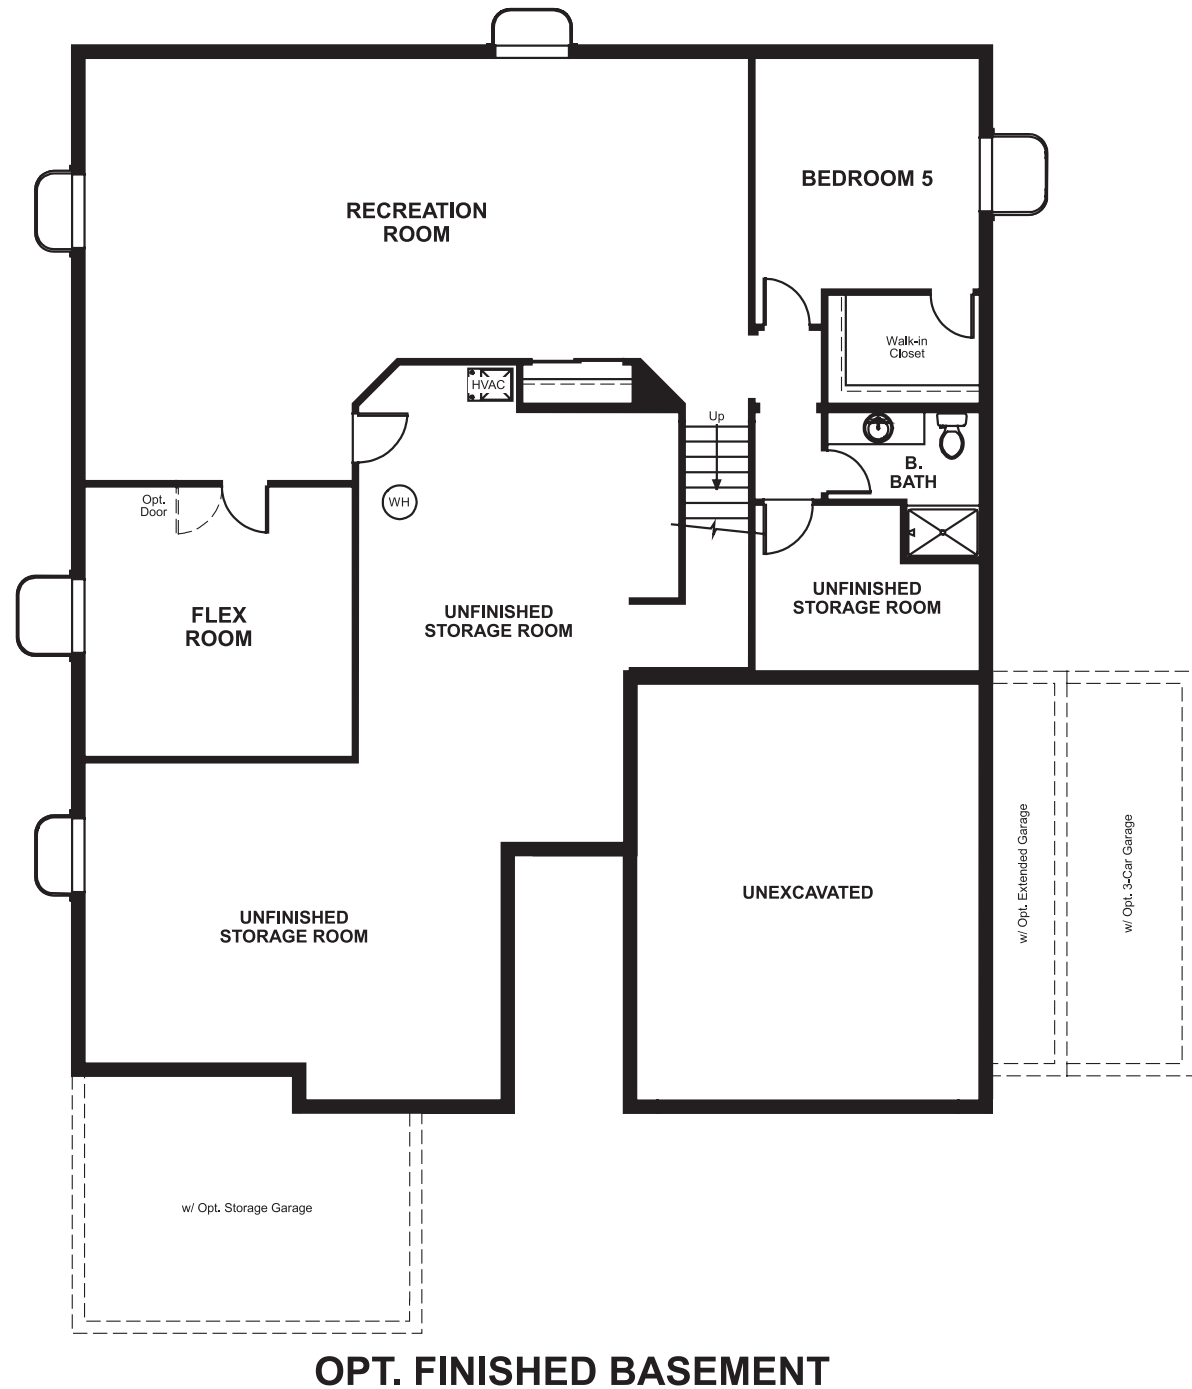 BEDROOM 5
RECREATION
ROOM
Walk-in
Closet
HVAC
Up
B.
BATH
Opt.
Door
WH
FLEX
ROOM
UNFINISHED
STORAGE ROOM
UNFINISHED
STORAGE ROOM
UNEXCAVATED
w/ Opt. Extended Garage
w/ Opt. 3-Car Garage
UNFINISHED
STORAGE ROOM
w/ Opt. Storage Garage
OPT. FINISHED BASEMENT